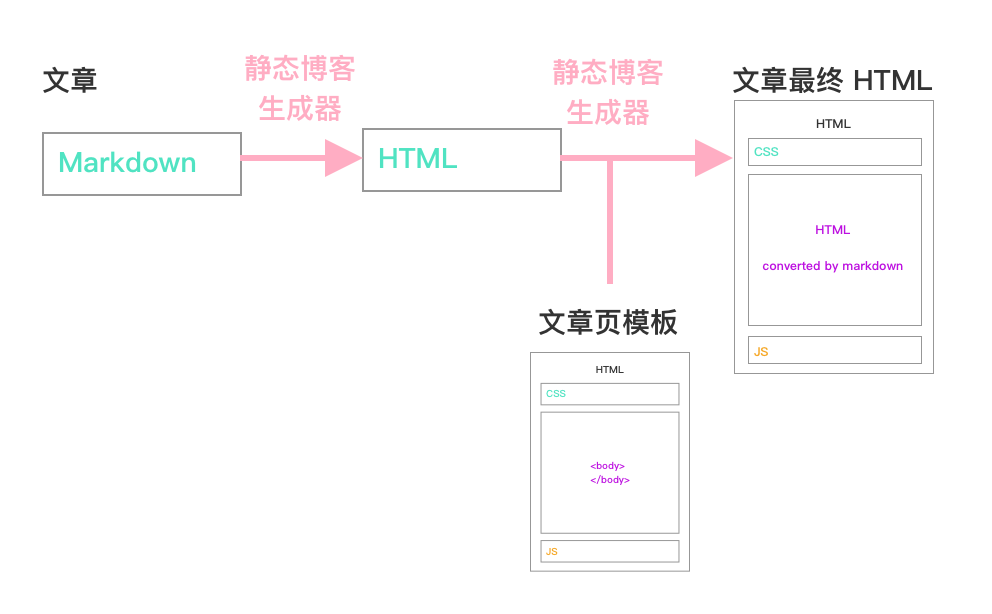 文章
Markdown
静态博客
生成器
HTML
静态博客
生成器
文章最终 HTML
HTML
CSS
HTML
converted by markdown
JS
文章页模板
HTML
CSS
<body>
</body>
JS